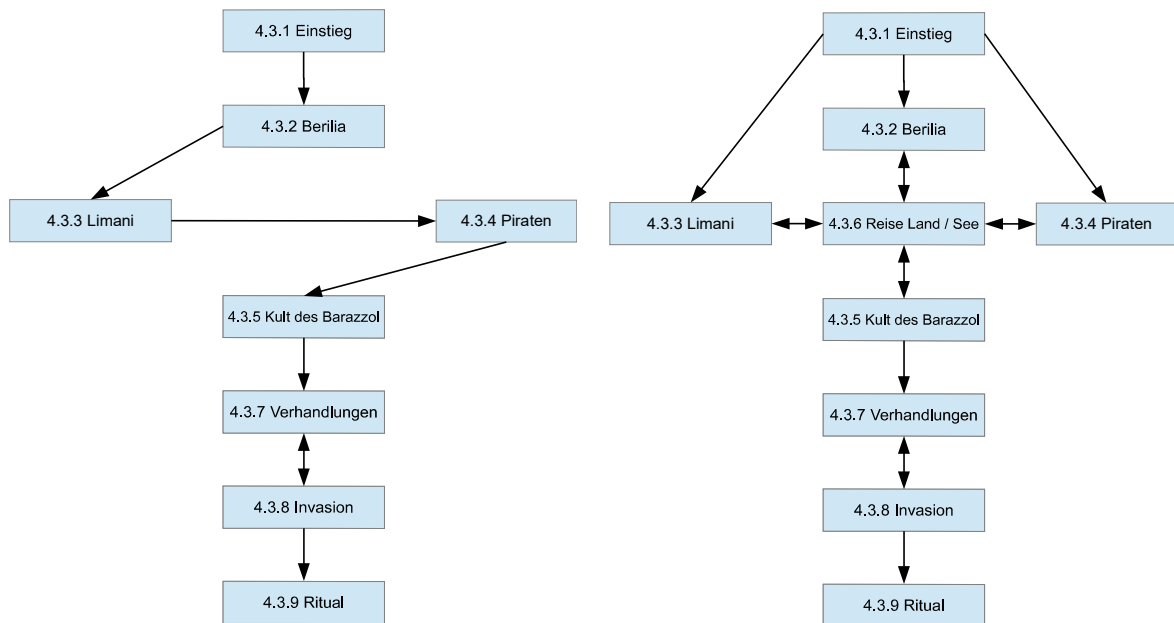 4.3.1 Einstieg
4.3.2 Berilia
4.3.3 Limani
4.3.4 Piraten
4.3.5 Kult des Barazzol
4.3.7 Verhandlungen
4.3.8 Invasion
4.3.9 Ritual
4.3.1 Einstieg
4.3.2 Berilia
4.3.3 Limani
4.3.6 Reise Land / See
4.3.4 Piraten
4.3.5 Kult des Barazzol
4.3.7 Verhandlungen
4.3.8 Invasion
4.3.9 Ritual